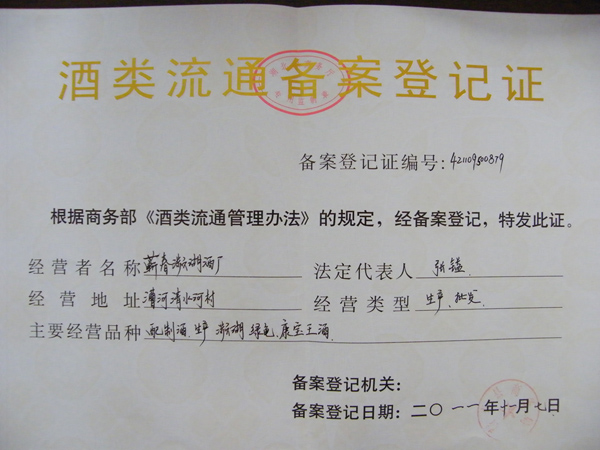 酒类流通备案登记证
备案登记证编号:421109500879
根据商务部《酒类流通管理办法》的规定，经备案登记，特发此证。
经营者名称 蕲春 湖酒厂 法定代表人 张
经营地址 漕河清水河村 经营类型 生产、批发
主要经营品种 配制酒、生产 湖 绿色、康宝王酒
备案登记机关:
备案登记日期: 二〇一一年十一月七日